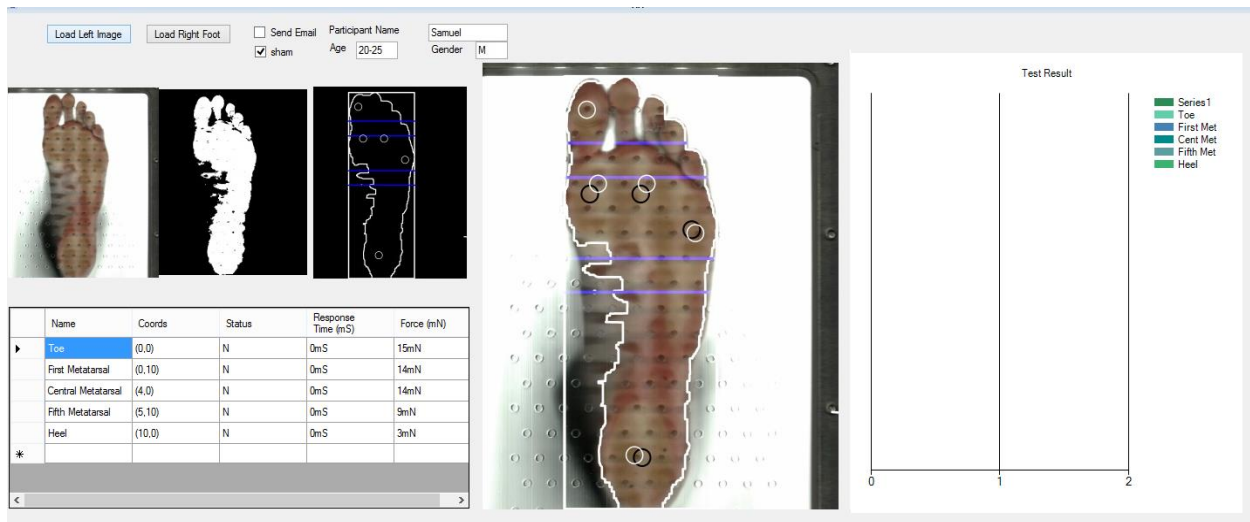 Load Left Image
Load Right Foot
Send Email
sham
Participant Name
Samuel
Age
20-25
Gender
M
Name Coords Status Response Time (mS) Force (mN)
Toe (0,0) N 0mS 15mN
First Metatarsal (0,10) N 0mS 14mN
Central Metatarsal (4,0) N 0mS 14mN
Fifth Metatarsal (5,10) N 0mS 9mN
Heel (10,0) N 0mS 3mN
Test Result
Series1
Toe
First Met
Cent Met
Fifth Met
Heel
0 1 2